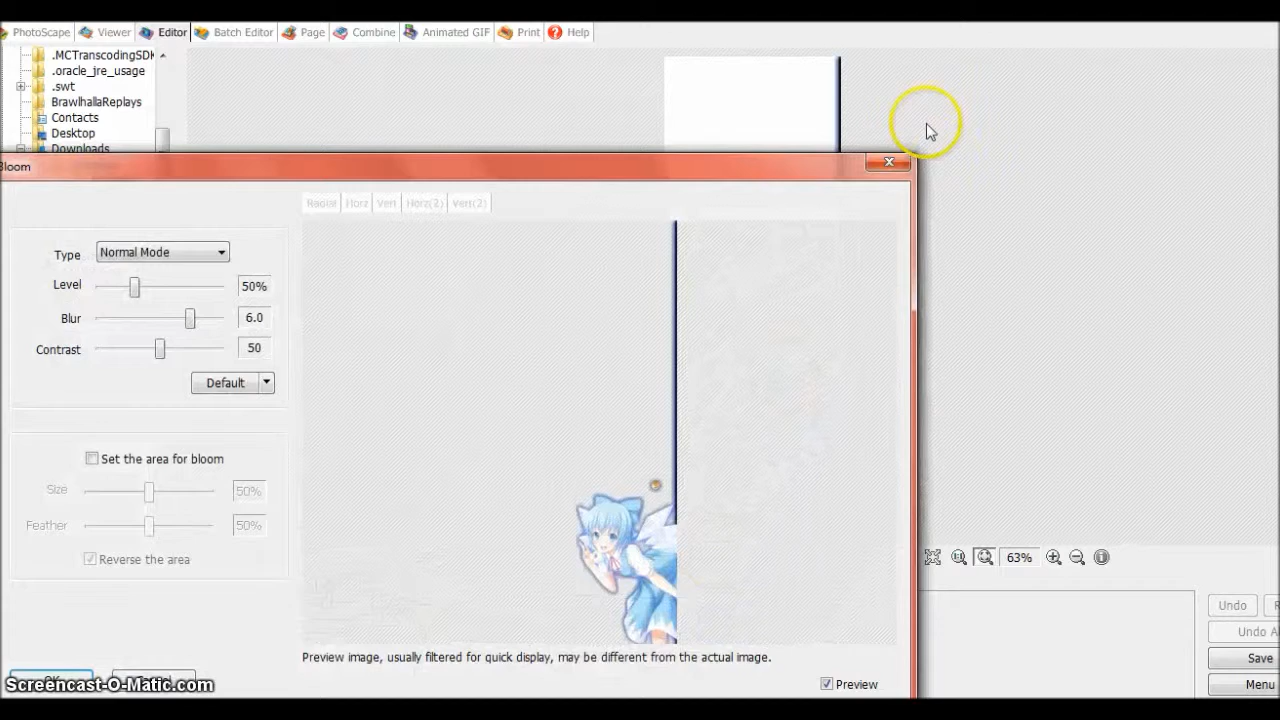 PhotoScape Viewer Editor Batch Editor Page Combine Animated GIF Print Help
.MCTranscodingSDK
.oracle_jre_usage
.swt
BrawlhallaReplays
Contacts
Desktop
Downloads
Bloom
Horz Vert Horz(2) Vert(2)
Type Normal Mode
Level 50%
Blur 6.0
Contrast 50
Default
Set the area for bloom
Size 50%
Feather 50%
Reverse the area
63%
Undo
Undo
Save
Menu
Preview image, usually filtered for quick display, may be different from the actual image.
Preview
Screencast-O-Matic.com